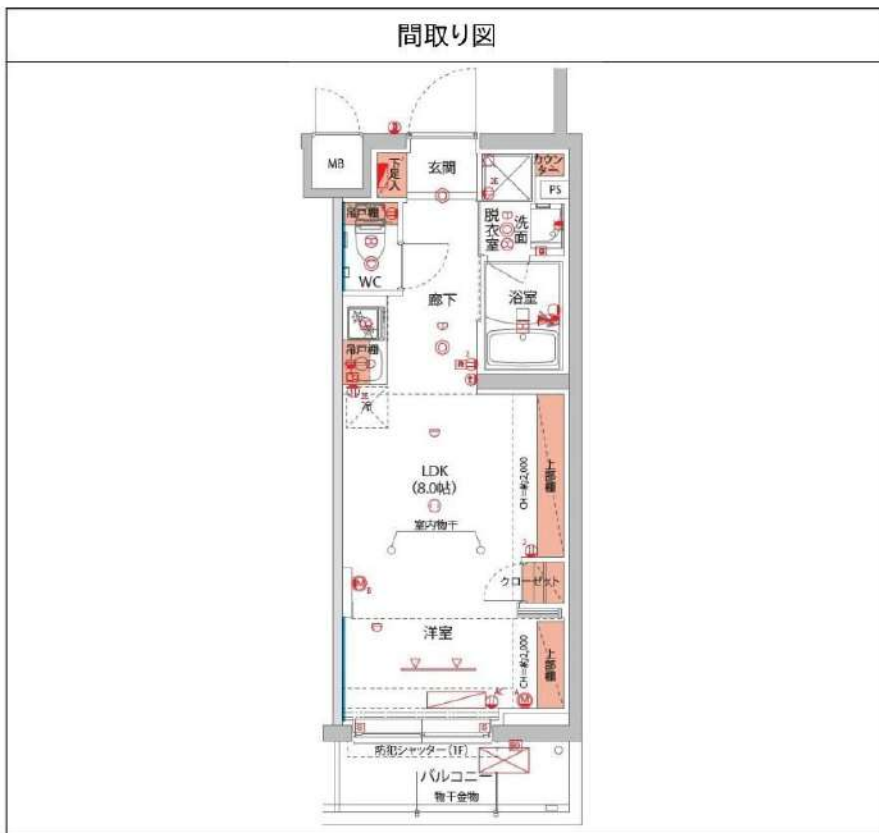 間取り図
MB
下足入
玄関
カウンター
PS
吊戸棚
洗面
脱衣室
WC
廊下
浴室
吊戸棚
冷
LDK
(8.0帖)
CH=約2,000
上部棚
室内物干
クローゼット
洋室
CH=約2,000
上部棚
防犯シャッター(1F)
バルコニー
物干金物